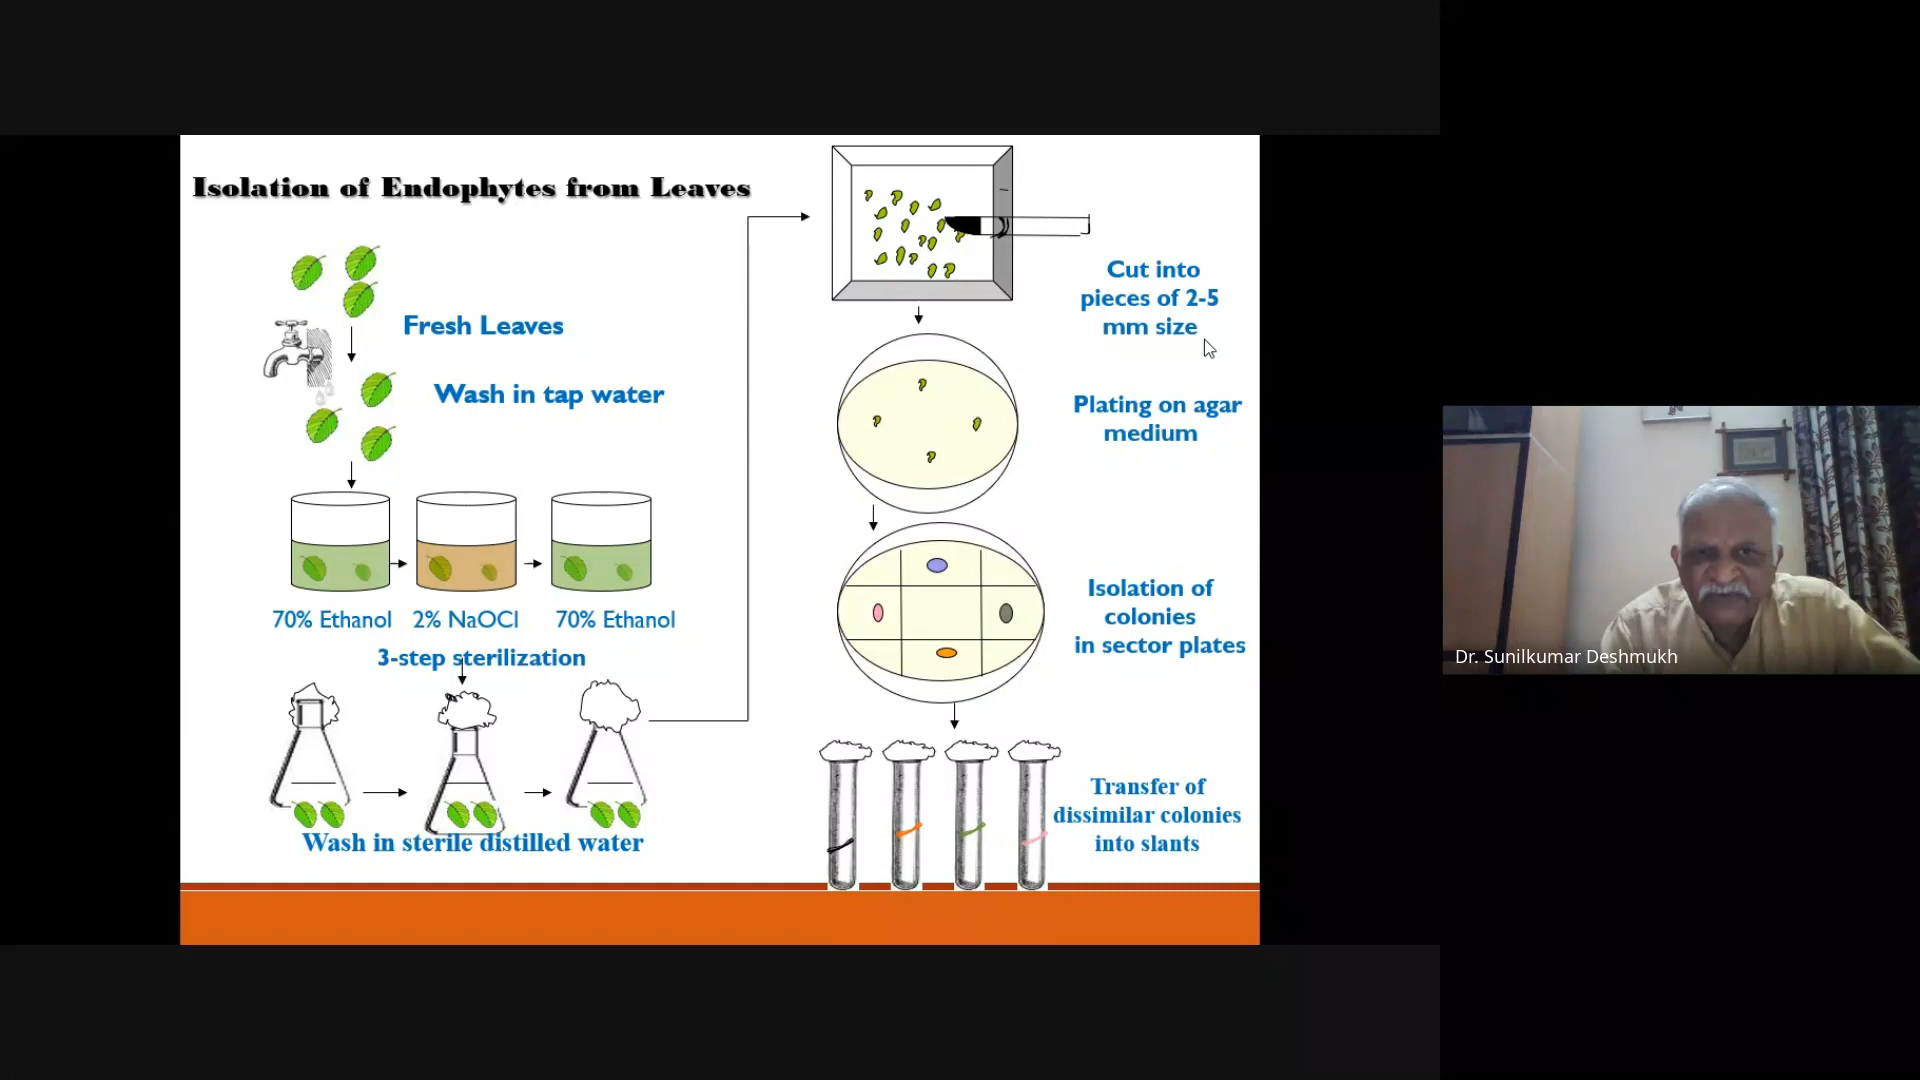 Isolation of Endophytes from Leaves
Fresh Leaves
Wash in tap water
70% Ethanol
2% NaOCl
70% Ethanol
3-step sterilization
Wash in sterile distilled water
Cut into
pieces of 2-5
mm size
Plating on agar
medium
Isolation of
colonies
in sector plates
Transfer of
dissimilar colonies
into slants
Dr. Sunilkumar Deshmukh